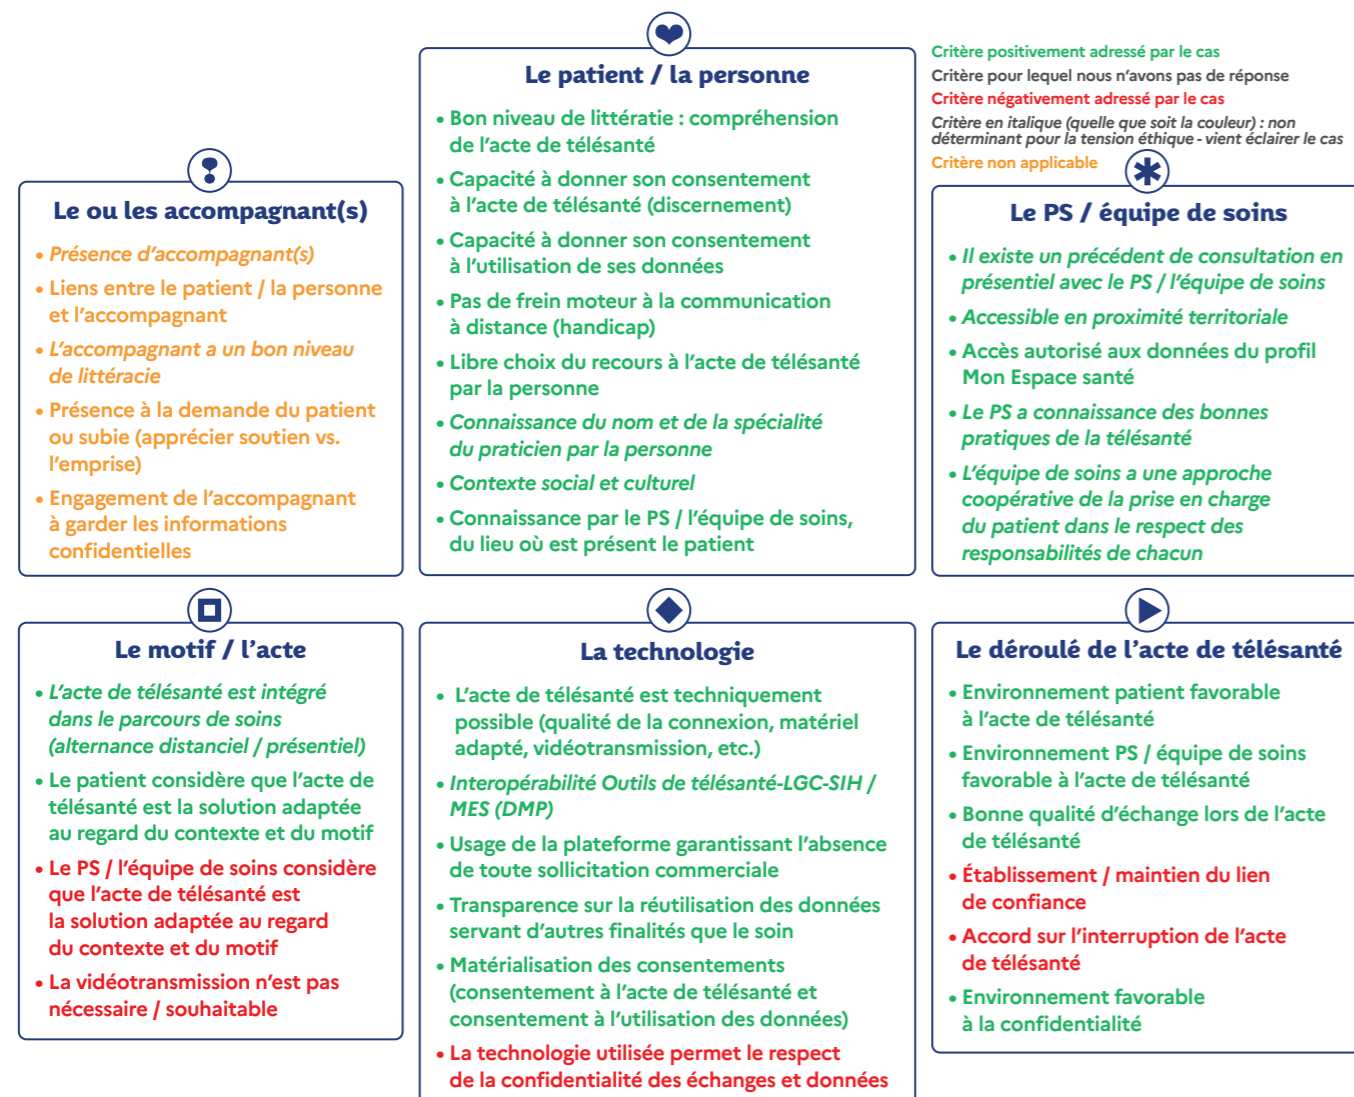 Critère positivement adressé par le cas
Critère pour lequel nous n'avons pas de réponse
Critère négativement adressé par le cas
Critère en italique (quelle que soit la couleur) : non
déterminant pour la tension éthique - vient éclairer le cas
Critère non applicable
Le ou les accompagnant(s)
• Présence d'accompagnant(s)
• Liens entre le patient / la personne
et l'accompagnant
• L'accompagnant a un bon niveau
de littéracie
• Présence à la demande du patient
ou subie (apprécier soutien vs.
l'emprise)
• Engagement de l'accompagnant
à garder les informations
confidentielles
Le patient / la personne
• Bon niveau de littératie : compréhension
de l'acte de télésanté
• Capacité à donner son consentement
à l'acte de télésanté (discernement)
• Capacité à donner son consentement
à l'utilisation de ses données
• Pas de frein moteur à la communication
à distance (handicap)
• Libre choix du recours à l'acte de télésanté
par la personne
• Connaissance du nom et de la spécialité
du praticien par la personne
• Contexte social et culturel
• Connaissance par le PS / l'équipe de soins,
du lieu où est présent le patient
Le PS / équipe de soins
• Il existe un précédent de consultation en
présentiel avec le PS / l'équipe de soins
• Accessible en proximité territoriale
• Accès autorisé aux données du profil
Mon Espace santé
• Le PS a connaissance des bonnes
pratiques de la télésanté
• L'équipe de soins a une approche
coopérative de la prise en charge
du patient dans le respect des
responsabilités de chacun
Le motif / l'acte
• L'acte de télésanté est intégré
dans le parcours de soins
(alternance distanciel / présentiel)
• Le patient considère que l'acte de
télésanté est la solution adaptée
au regard du contexte et du motif
• Le PS / l'équipe de soins considère
que l'acte de télésanté est
la solution adaptée au regard
du contexte et du motif
• La vidéotransmission n'est pas
nécessaire / souhaitable
La technologie
• L'acte de télésanté est techniquement
possible (qualité de la connexion, matériel
adapté, vidéotransmission, etc.)
• Interopérabilité Outils de télésanté-LGC-SIH /
MES (DMP)
• Usage de la plateforme garantissant l'absence
de toute sollicitation commerciale
• Transparence sur la réutilisation des données
servant d'autres finalités que le soin
• Matérialisation des consentements
(consentement à l'acte de télésanté et
consentement à l'utilisation des données)
• La technologie utilisée permet le respect
de la confidentialité des échanges et données
Le déroulé de l'acte de télésanté
• Environnement patient favorable
à l'acte de télésanté
• Environnement PS / équipe de soins
favorable à l'acte de télésanté
• Bonne qualité d'échange lors de l'acte
de télésanté
• Établissement / maintien du lien
de confiance
• Accord sur l'interruption de l'acte
de télésanté
• Environnement favorable
à la confidentialité